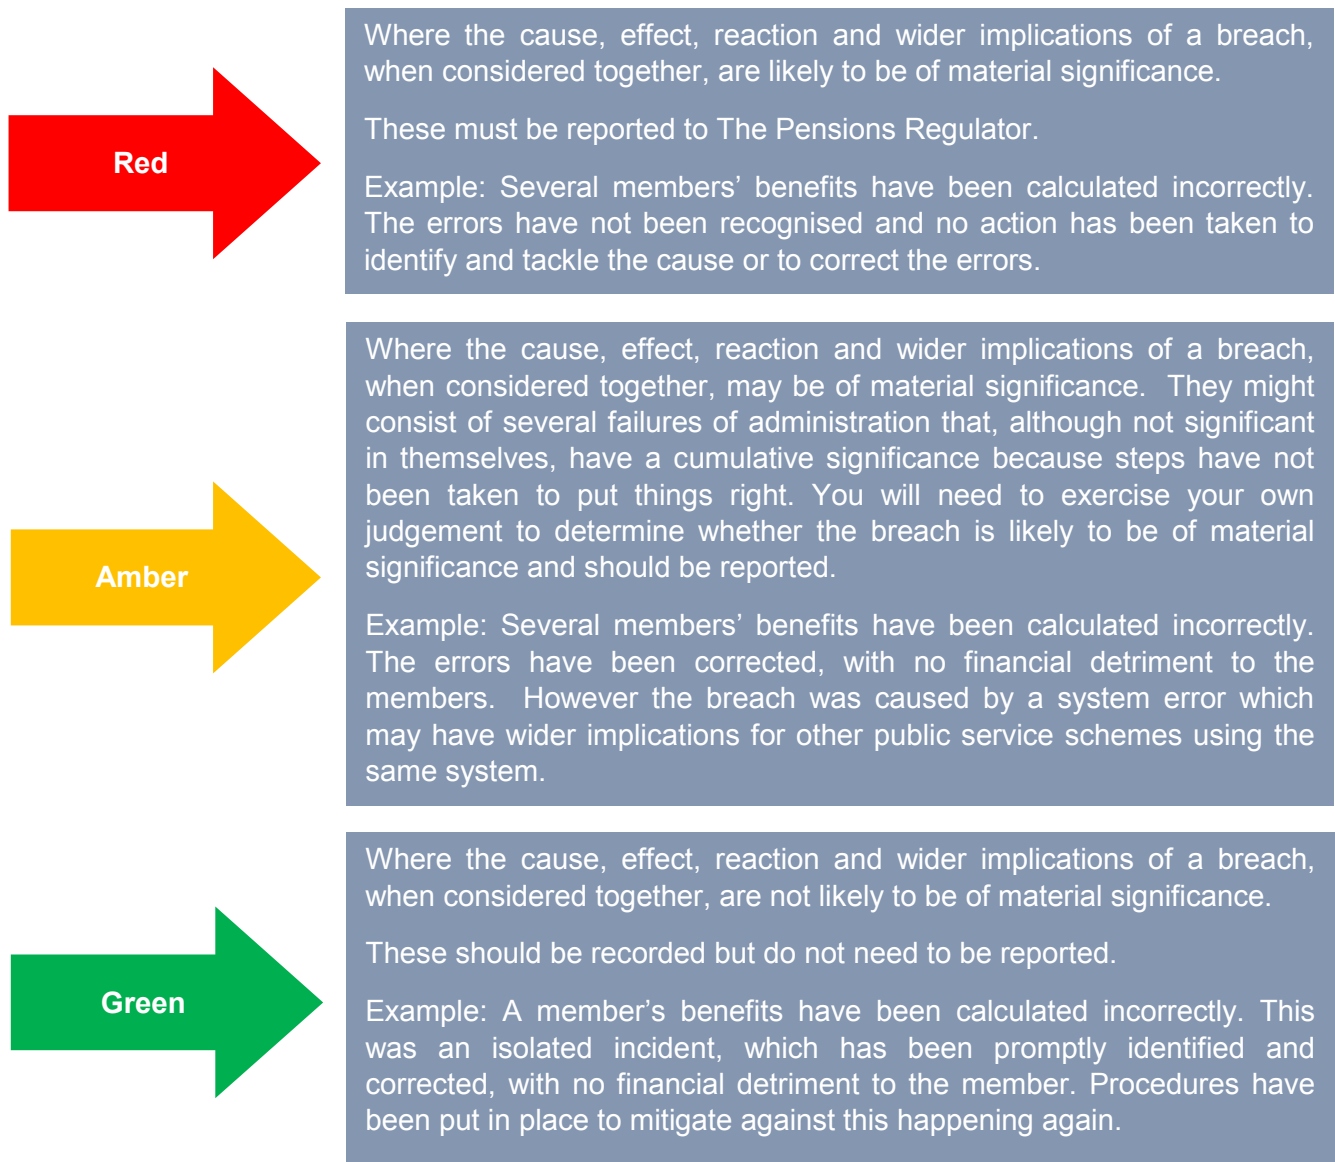 Where the cause, effect, reaction and wider implications of a breach,
when considered together, are likely to be of material significance.
These must be reported to The Pensions Regulator.
Red
Example: Several members’ benefits have been calculated incorrectly.
The errors have not been recognised and no action has been taken to
identify and tackle the cause or to correct the errors.
Where the cause, effect, reaction and wider implications of a breach,
when considered together, may be of material significance.  They might
consist of several failures of administration that, although not significant
in themselves, have a cumulative significance because steps have not
been taken to put things right. You will need to exercise your own
judgement to determine whether the breach is likely to be of material
significance and should be reported.
Amber
Example: Several members’ benefits have been calculated incorrectly.
The errors have been corrected, with no financial detriment to the
members.  However the breach was caused by a system error which
may have wider implications for other public service schemes using the
same system.
Where the cause, effect, reaction and wider implications of a breach,
when considered together, are not likely to be of material significance.
These should be recorded but do not need to be reported.
Green
Example: A member’s benefits have been calculated incorrectly. This
was an isolated incident, which has been promptly identified and
corrected, with no financial detriment to the member. Procedures have
been put in place to mitigate against this happening again.